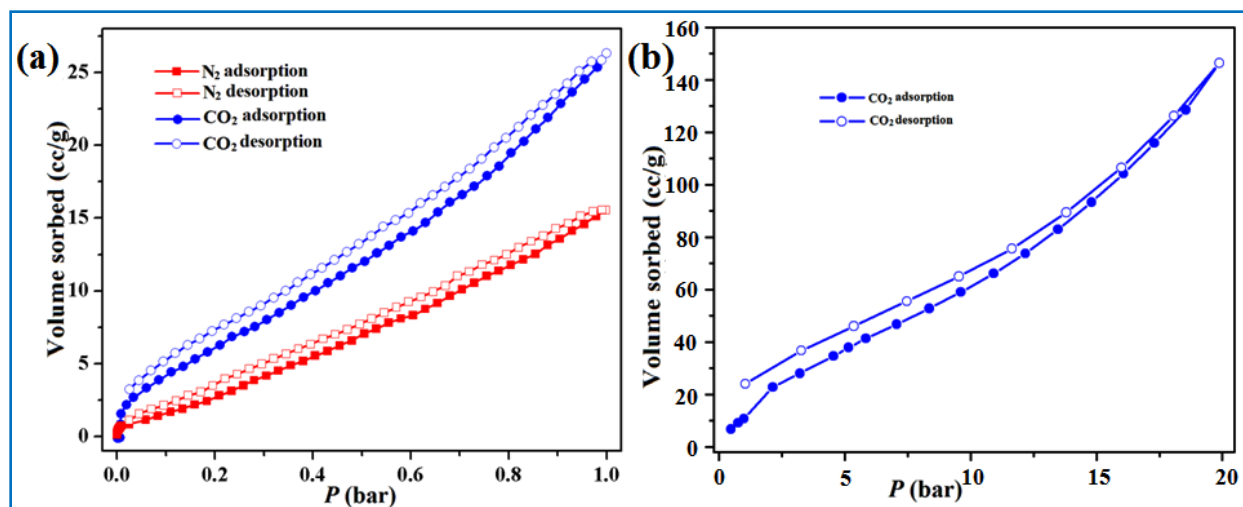 (a)
Volume sorbed (cc/g)
25
20
15
10
5
0
N₂ adsorption
N₂ desorption
CO₂ adsorption
CO₂ desorption
0.0 0.2 0.4 0.6 0.8 1.0
P (bar)
(b)
Volume sorbed (cc/g)
160
140
120
100
80
60
40
20
0
CO₂ adsorption
CO₂ desorption
0 5 10 15 20
P (bar)